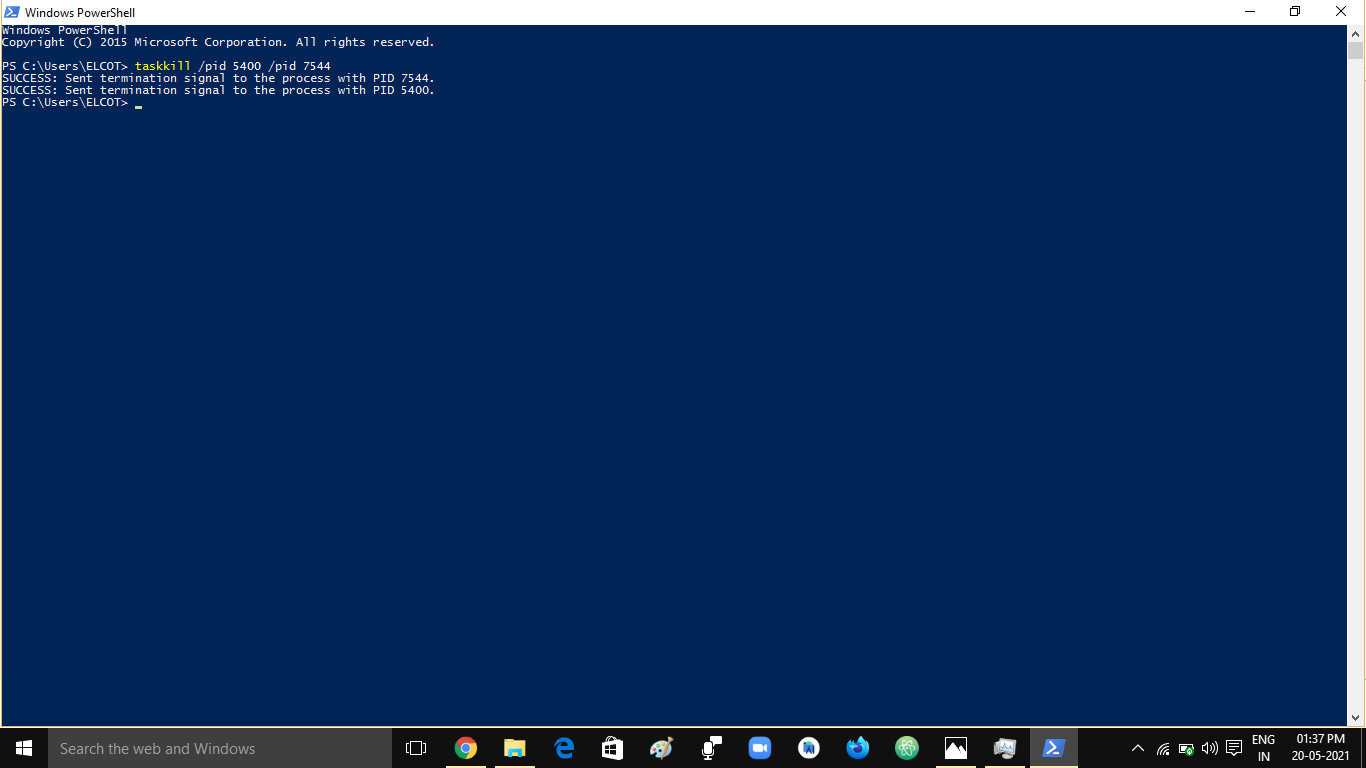 Windows PowerShell
Windows PowerShell
Copyright (C) 2015 Microsoft Corporation. All rights reserved.
PS C:\Users\ELCOT> taskkill /pid 5400 /pid 7544
SUCCESS: Sent termination signal to the process with PID 7544.
SUCCESS: Sent termination signal to the process with PID 5400.
PS C:\Users\ELCOT>
Search the web and Windows
ENG
IN
01:37 PM
20-05-2021